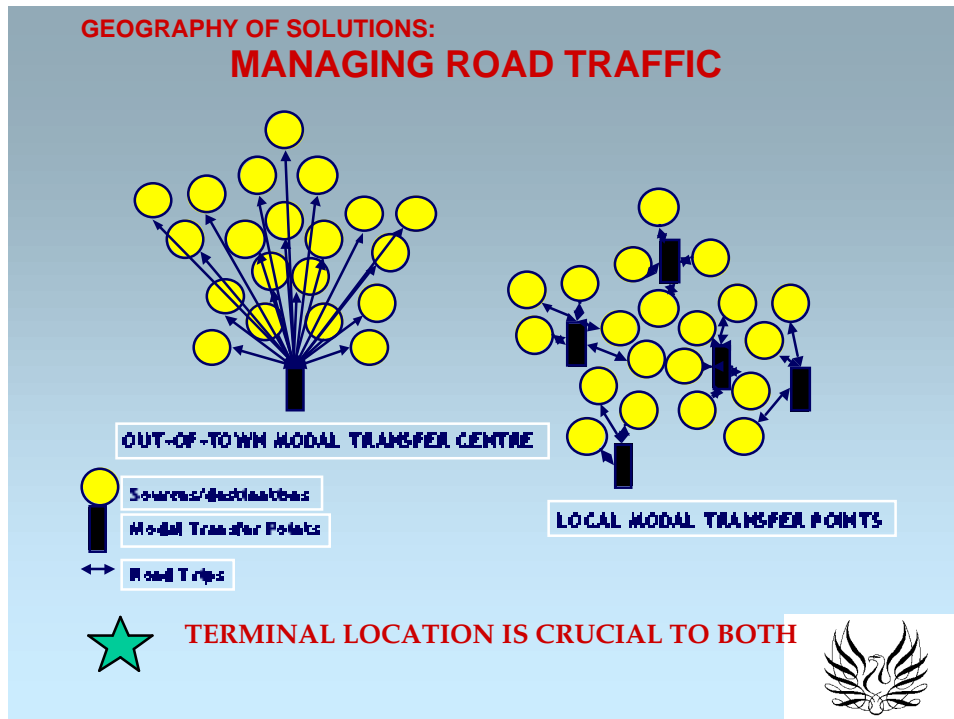 GEOGRAPHY OF SOLUTIONS:
MANAGING ROAD TRAFFIC
OUT-OF-TOWN MODAL TRANSFER CENTRE
Sources/destinations
Modal Transfer Points
Road Trips
LOCAL MODAL TRANSFER POINTS
TERMINAL LOCATION IS CRUCIAL TO BOTH